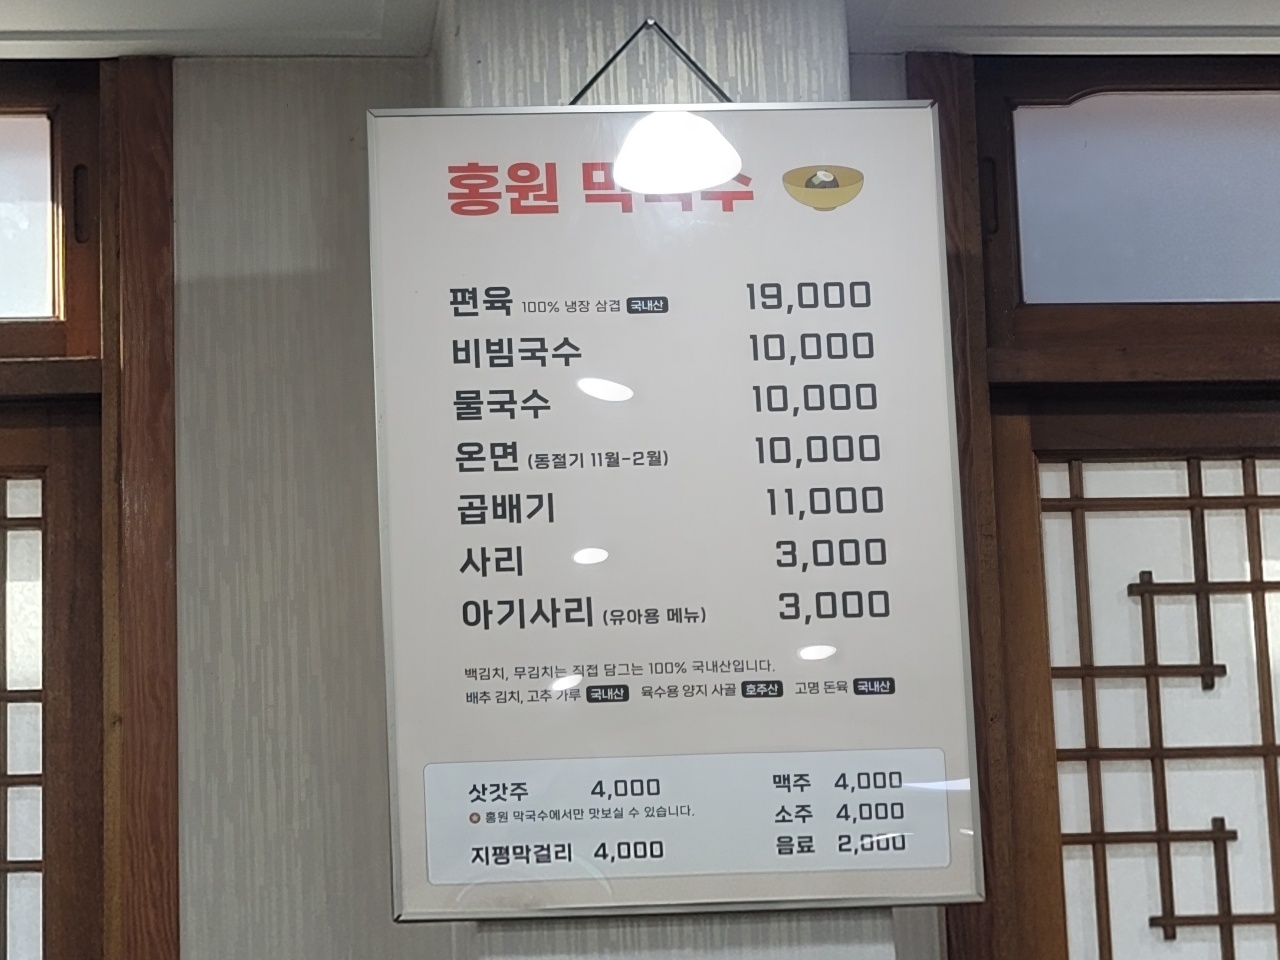 홍원 막국수
편육 100% 냉장 삼겹 국내산 19,000
비빔국수 10,000
물국수 10,000
온면 (동절기 11월-2월) 10,000
곱배기 11,000
사리 3,000
아기사리 (유아용 메뉴) 3,000
백김치, 무김치는 직접 담그는 100% 국내산입니다.
배추 김치, 고추 가루 국내산 육수용 양지 사골 호주산 고명 돈육 국내산
삿갓주 4,000 맥주 4,000
홍원 막국수에서만 맛보실 수 있습니다. 소주 4,000
지평막걸리 4,000 음료 2,000